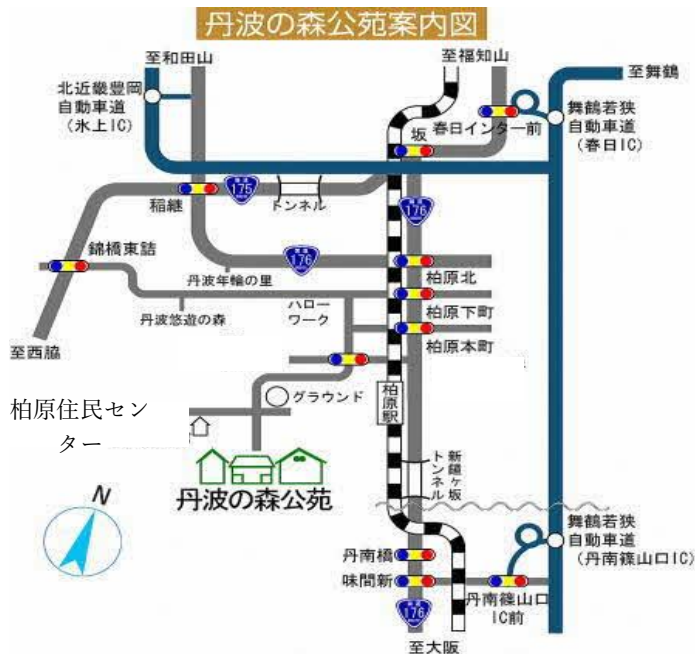 丹波の森公苑案内図
至和田山
至福知山
至舞鶴
北近畿豊岡
自動車道
（氷上IC）
春日インター前
舞鶴若狭
自動車道
（春日IC）
坂
稲継
175
トンネル
176
錦橋東詰
176
柏原北
丹波年輪の里
ハロー
ワーク
柏原下町
丹波悠遊の森
柏原本町
至西脇
グラウンド
柏原駅
柏原住民セン
ター
丹波の森公苑
新鐘ヶ坂
トンネル
N
舞鶴若狭
自動車道
（丹南篠山口IC）
丹南橋
味間新
丹南篠山口
IC前
176
至大阪